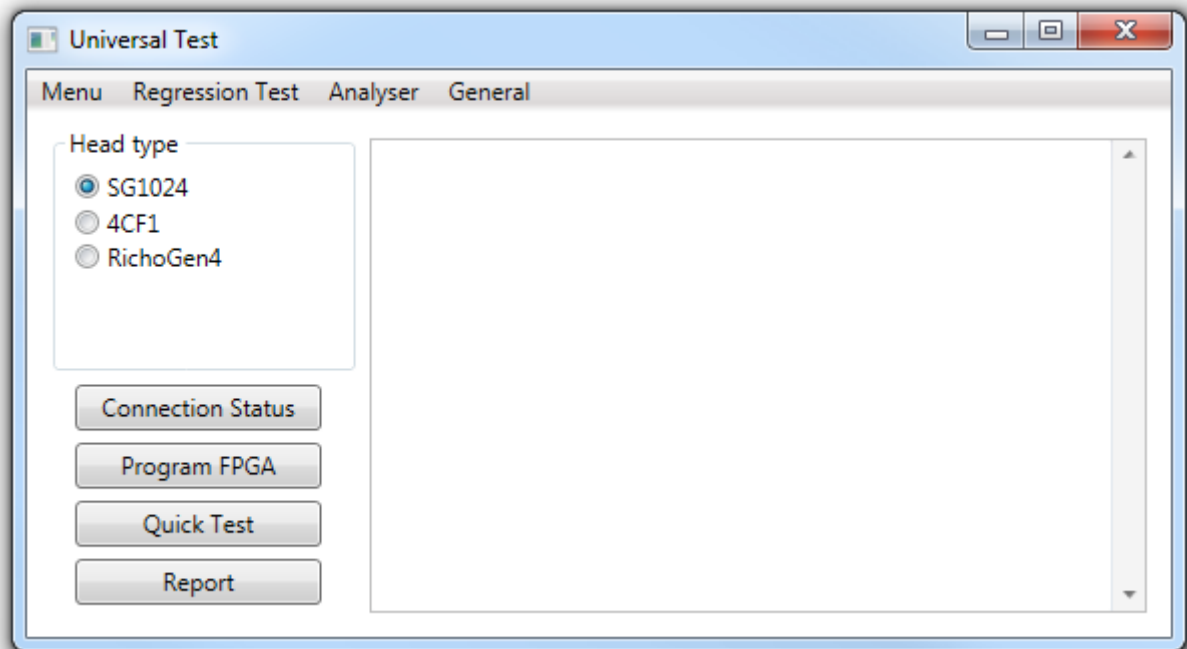 Universal Test
Menu Regression Test Analyser General
Head type
SG1024
4CF1
RichoGen4
Connection Status
Program FPGA
Quick Test
Report